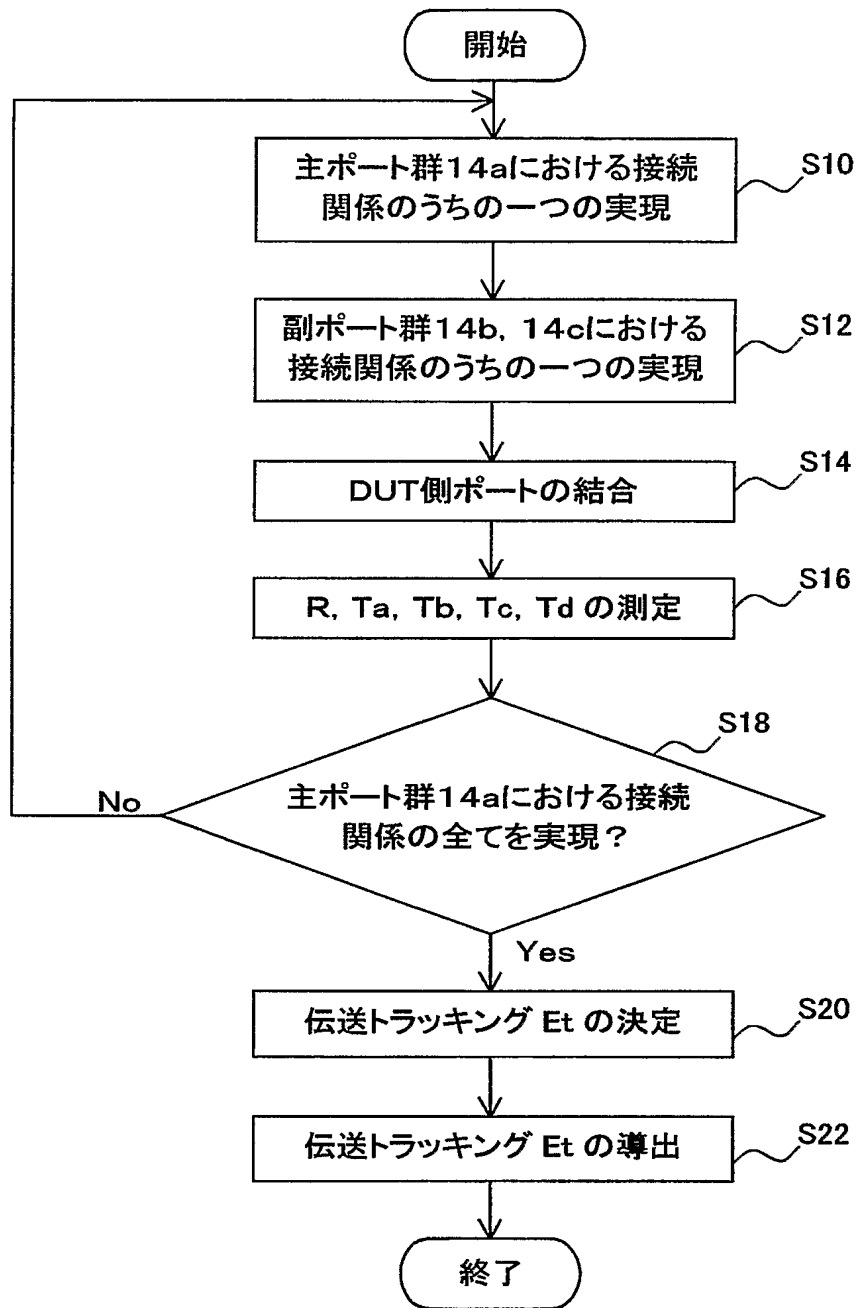 開始
主ポート群14aにおける接続
関係のうちの一つの実現
S10
副ポート群14b, 14cにおける
接続関係のうちの一つの実現
S12
DUT側ポートの結合
S14
R, Ta, Tb, Tc, Td の測定
S16
主ポート群14aにおける接続
関係の全てを実現？
S18
No
Yes
伝送トラッキング Et の決定
S20
伝送トラッキング Et の導出
S22
終了